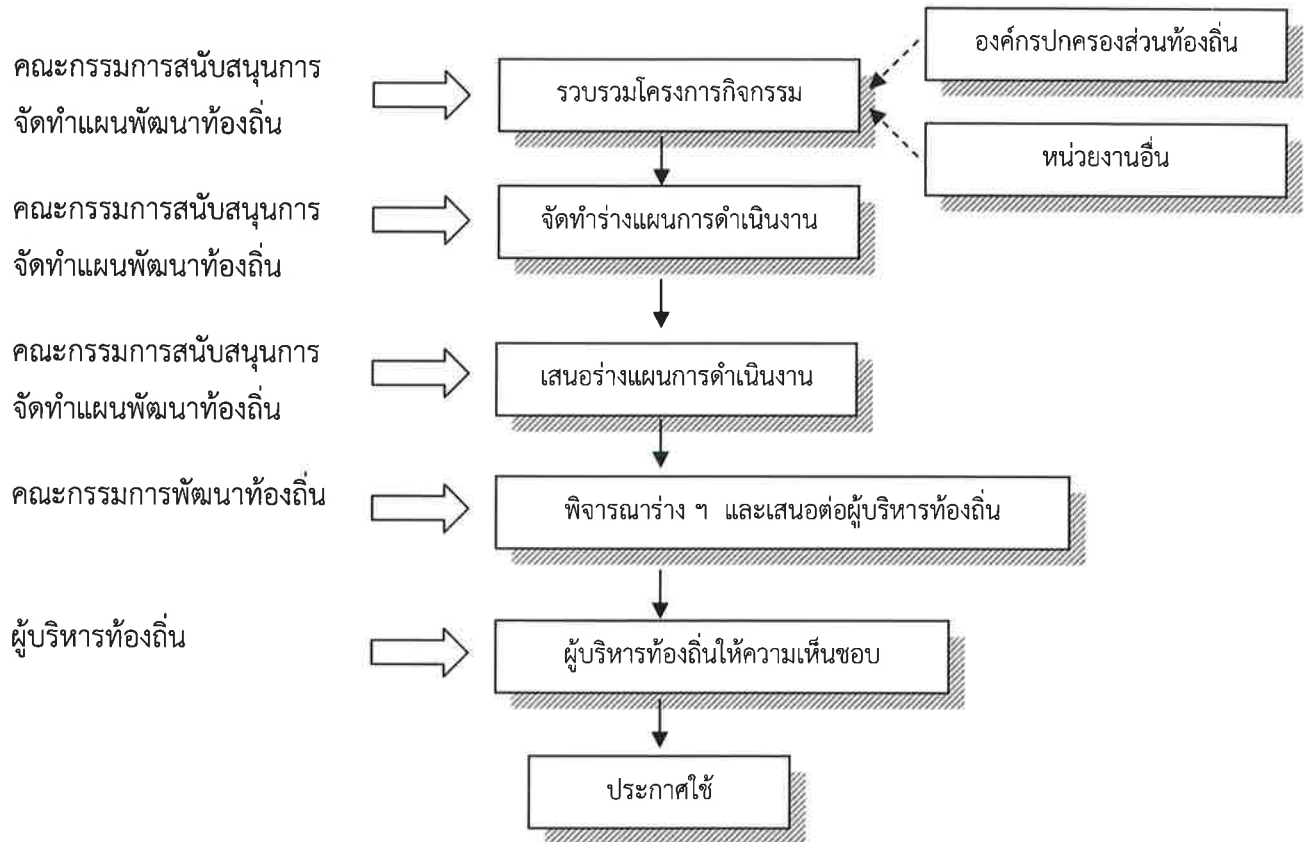 คณะกรรมการสนับสนุนการ
จัดทำแผนพัฒนาท้องถิ่น
รวบรวมโครงการกิจกรรม
องค์กรปกครองส่วนท้องถิ่น
หน่วยงานอื่น
คณะกรรมการสนับสนุนการ
จัดทำแผนพัฒนาท้องถิ่น
จัดทำร่างแผนการดำเนินงาน
คณะกรรมการสนับสนุนการ
จัดทำแผนพัฒนาท้องถิ่น
เสนอร่างแผนการดำเนินงาน
คณะกรรมการพัฒนาท้องถิ่น
พิจารณาร่าง ฯ และเสนอต่อผู้บริหารท้องถิ่น
ผู้บริหารท้องถิ่น
ผู้บริหารท้องถิ่นให้ความเห็นชอบ
ประกาศใช้